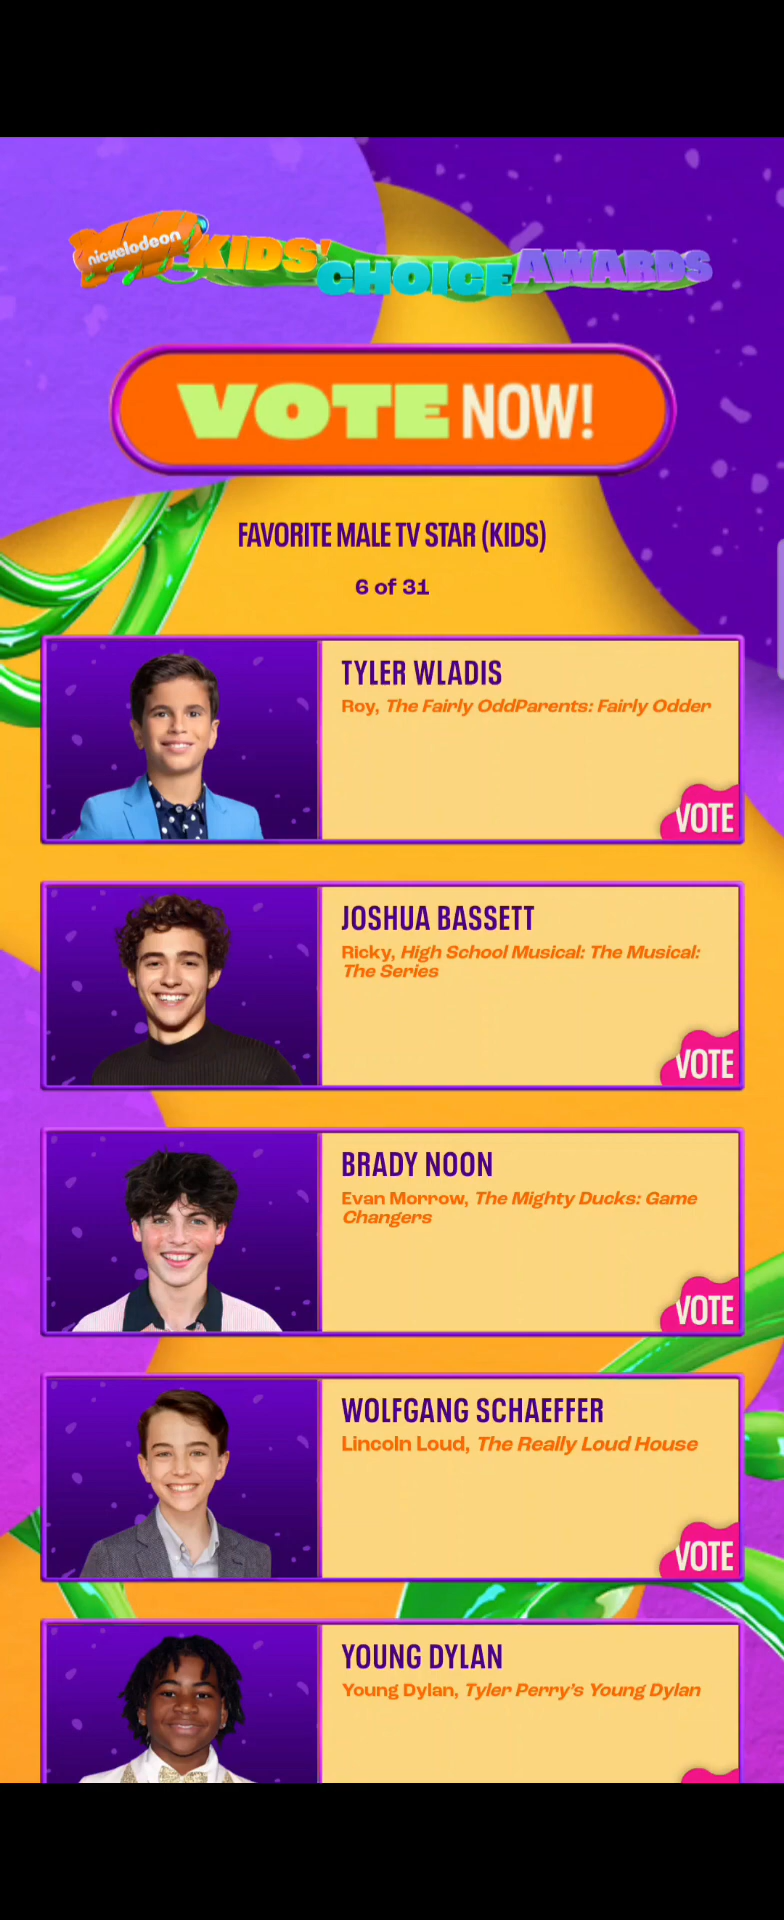 nickelodeon KIDS' CHOICE AWARDS
VOTE NOW!
FAVORITE MALE TV STAR (KIDS)
6 of 31
TYLER WLADIS
Roy, The Fairly OddParents: Fairly Odder
VOTE
JOSHUA BASSETT
Ricky, High School Musical: The Musical:
The Series
VOTE
BRADY NOON
Evan Morrow, The Mighty Ducks: Game
Changers
VOTE
WOLFGANG SCHAEFFER
Lincoln Loud, The Really Loud House
VOTE
YOUNG DYLAN
Young Dylan, Tyler Perry's Young Dylan